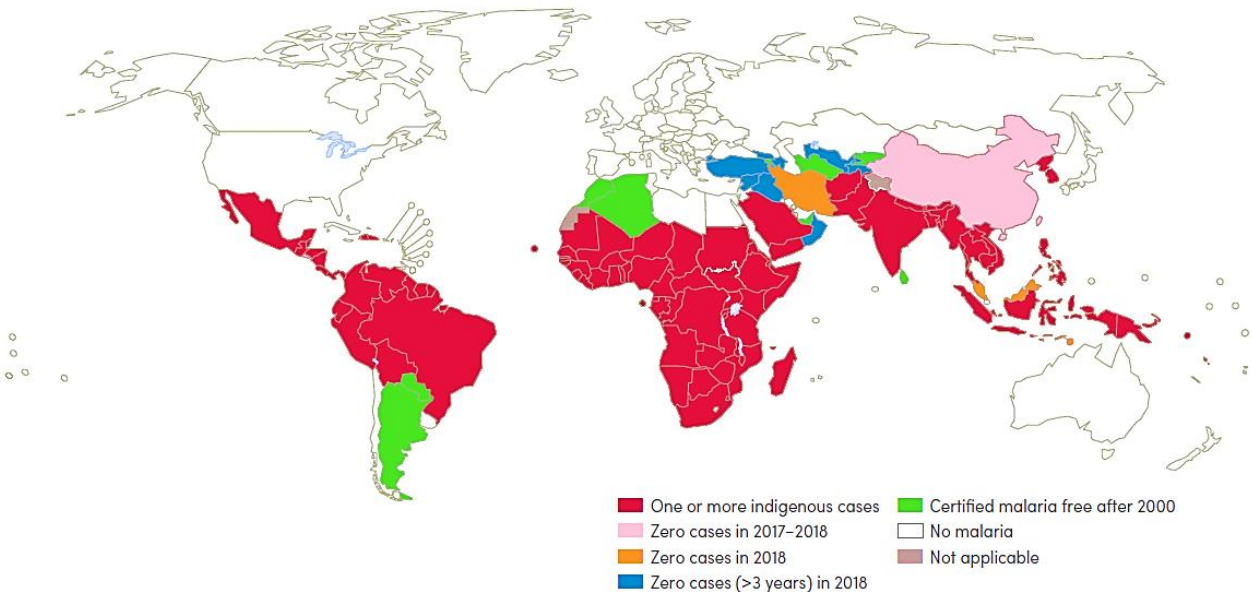 One or more indigenous cases
Zero cases in 2017–2018
Zero cases in 2018
Zero cases (>3 years) in 2018
Certified malaria free after 2000
No malaria
Not applicable